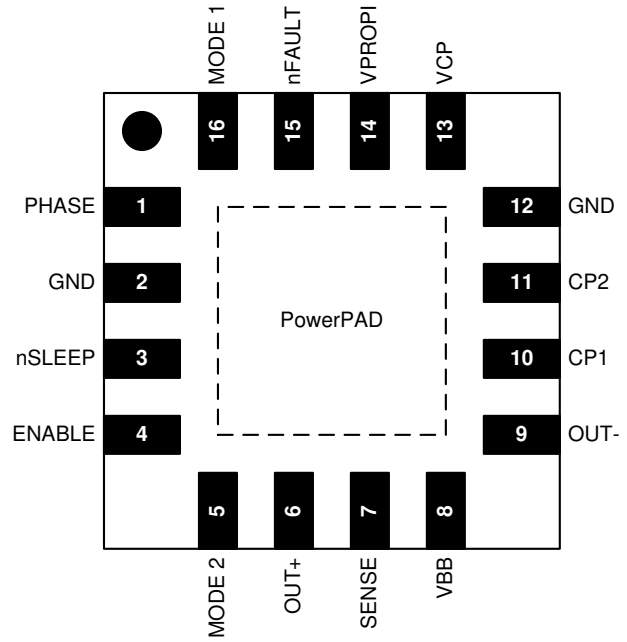 MODE 1
nFAULT
VPROPI
VCP
16
15
14
13
PHASE 1
12 GND
GND 2
11 CP2
PowerPAD
nSLEEP 3
10 CP1
ENABLE 4
9 OUT-
5
6
7
8
MODE 2
OUT+
SENSE
VBB